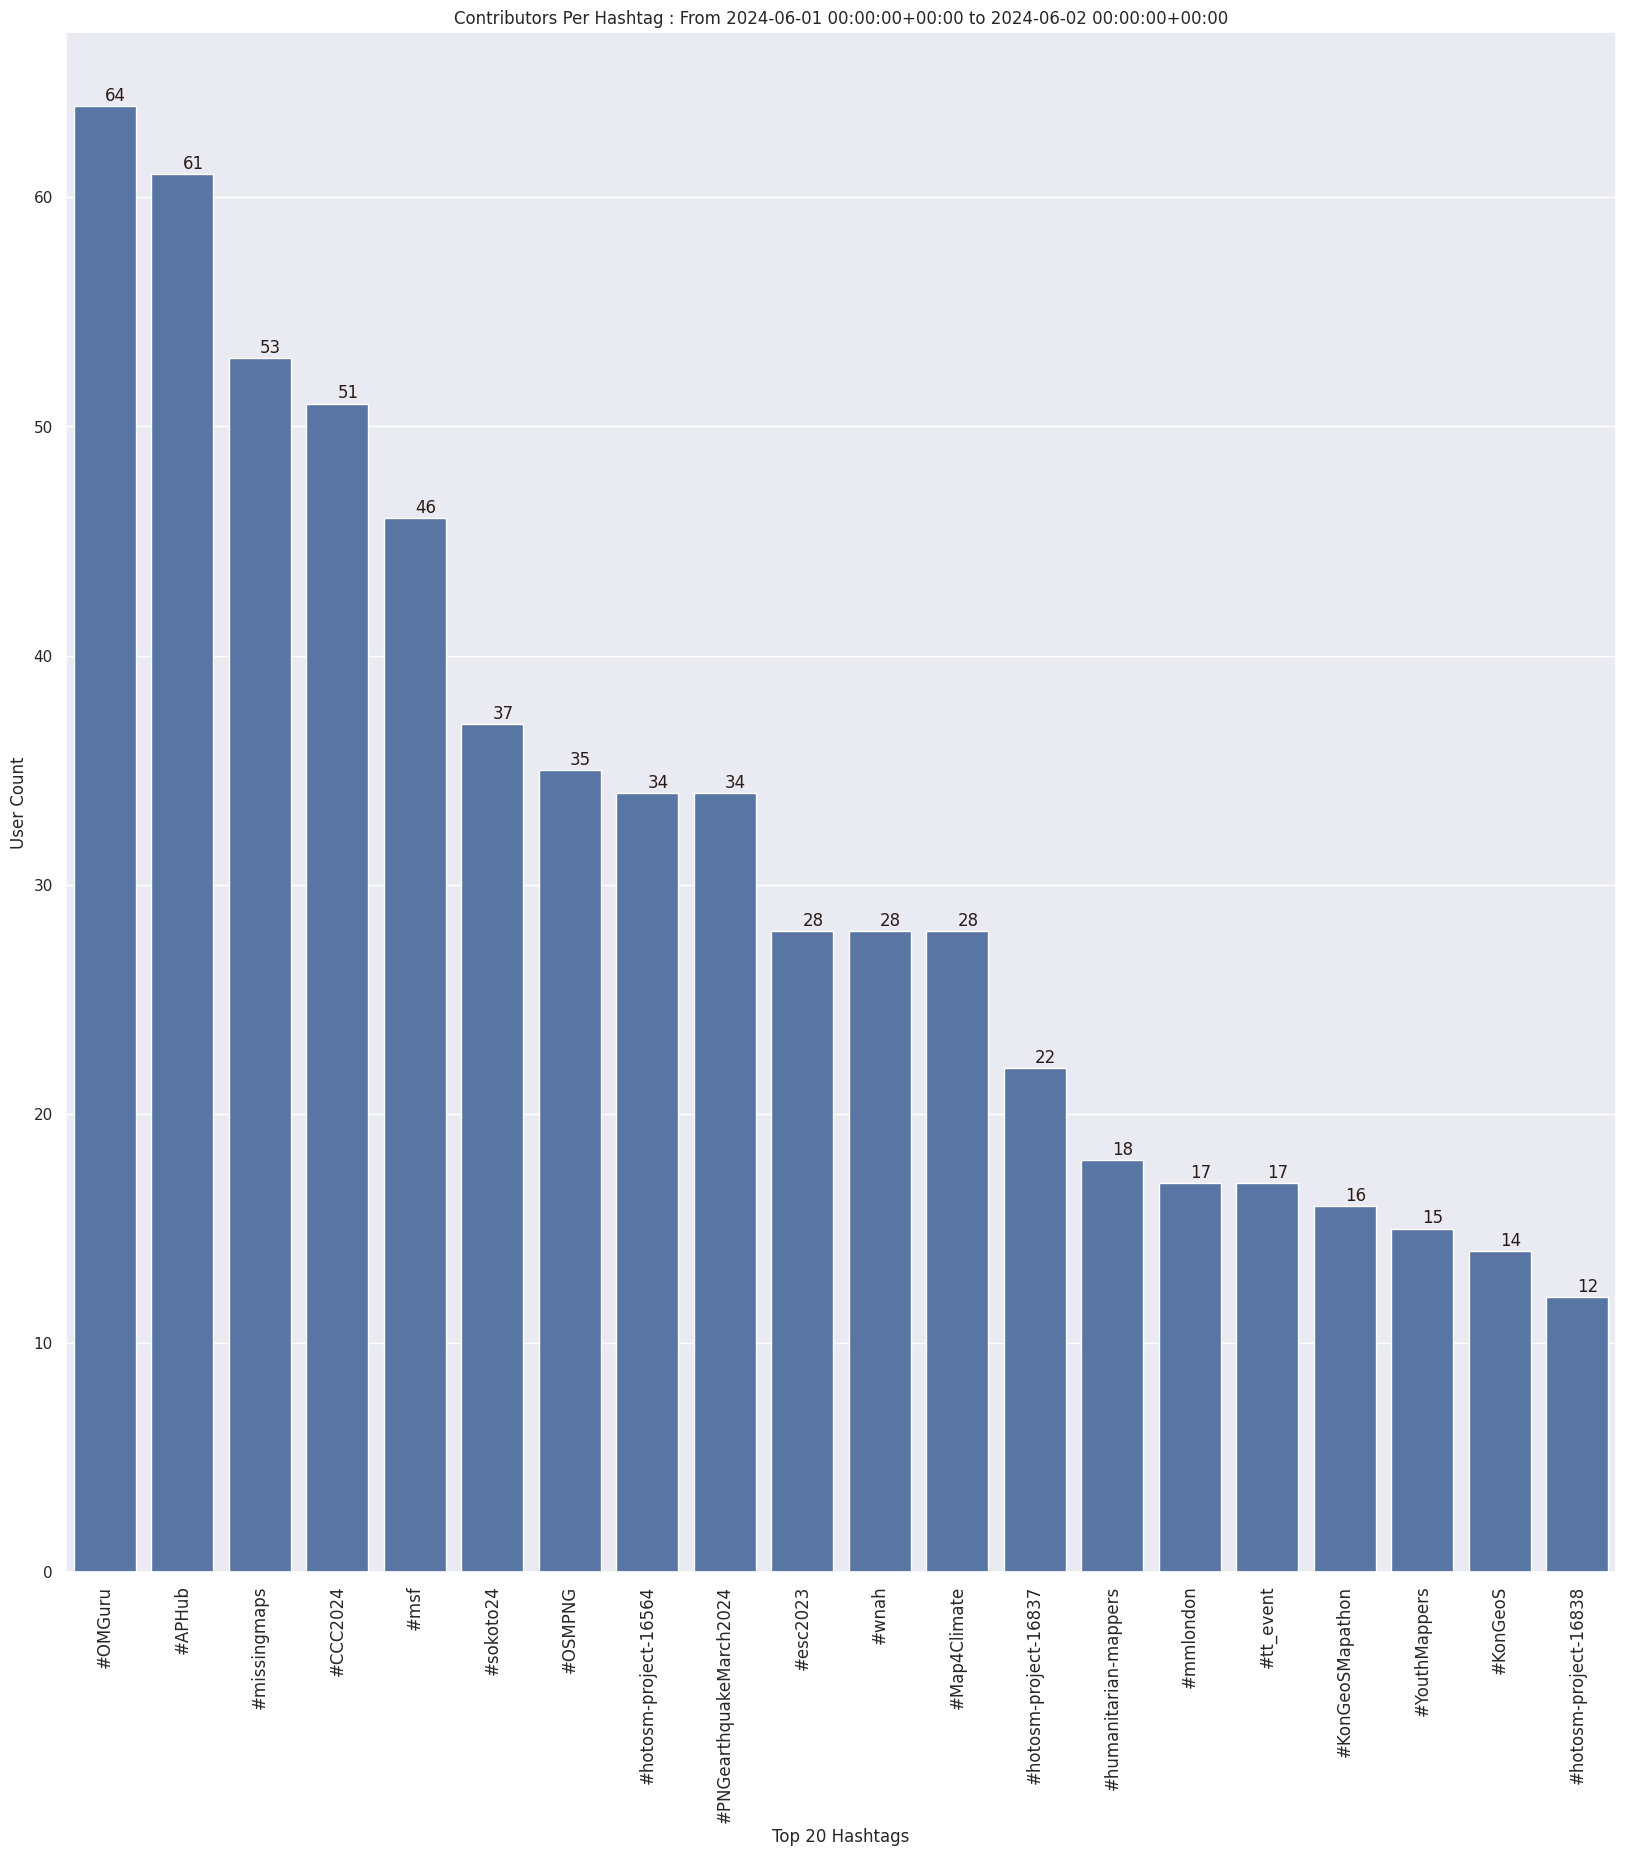 Contributors Per Hashtag : From 2024-06-01 00:00:00+00:00 to 2024-06-02 00:00:00+00:00
User Count
60
50
40
30
20
10
0
64
61
53
51
46
37
35
34
34
28
28
28
22
18
17
17
16
15
14
12
#OMGuru
#APHub
#missingmaps
#CCC2024
#msf
#sokoto24
#OSMPNG
#hotosm-project-16564
#PNGearthquakeMarch2024
#esc2023
#wnah
#Map4Climate
#hotosm-project-16837
#humanitarian-mappers
#mmlondon
#tt_event
#KonGeoSMapathon
#YouthMappers
#KonGeoS
#hotosm-project-16838
Top 20 Hashtags